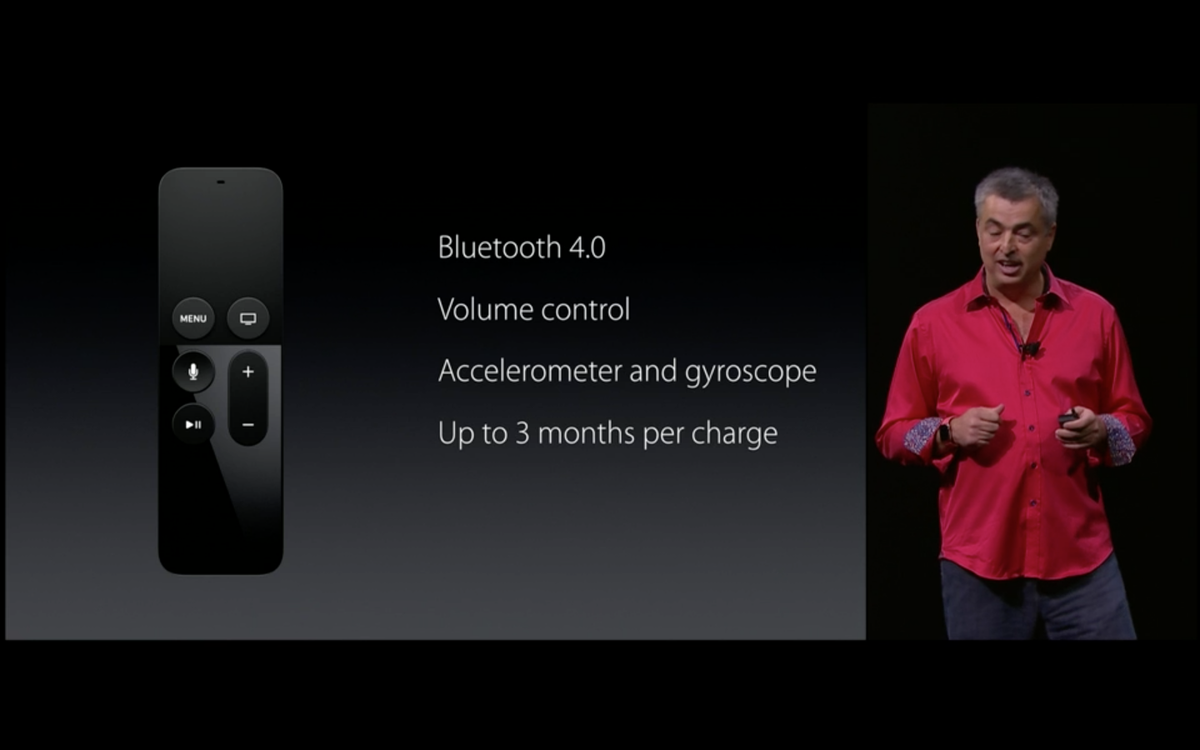 MENU
Bluetooth 4.0
Volume control
Accelerometer and gyroscope
Up to 3 months per charge